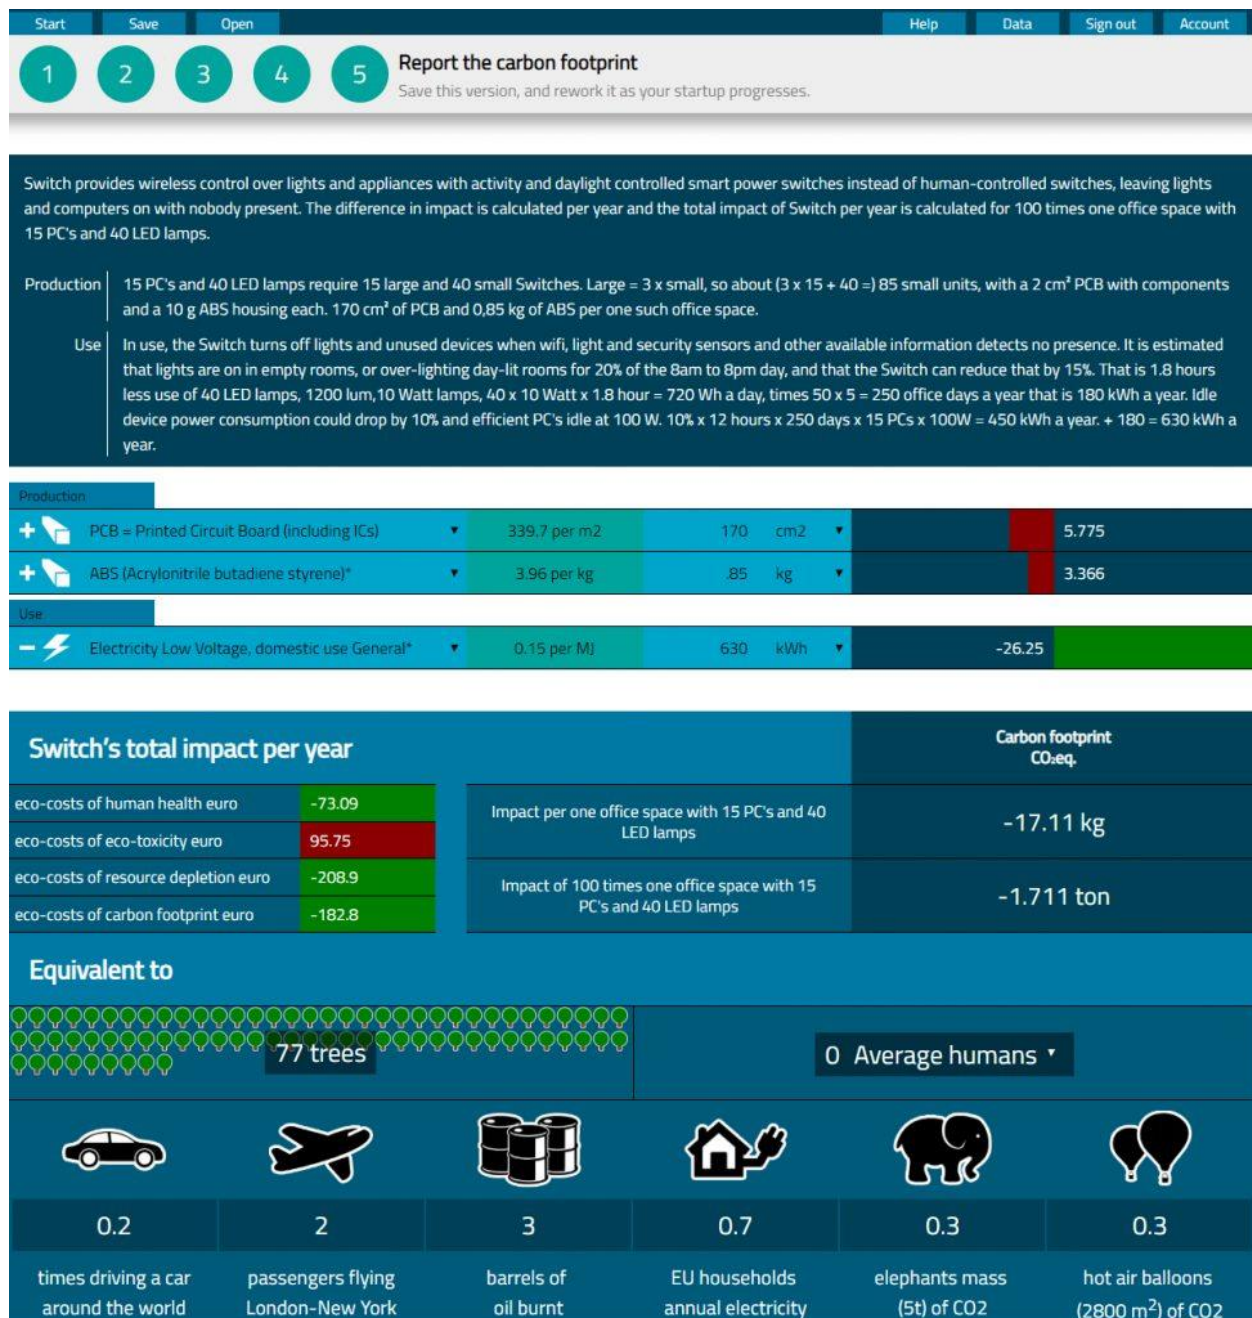 Start Save Open Help Data Sign out Account
1 2 3 4 5 Report the carbon footprint
Save this version, and rework it as your startup progresses.
Switch provides wireless control over lights and appliances with activity and daylight controlled smart power switches instead of human-controlled switches, leaving lights
and computers on with nobody present. The difference in impact is calculated per year and the total impact of Switch per year is calculated for 100 times one office space with
15 PC's and 40 LED lamps.
Production 15 PC's and 40 LED lamps require 15 large and 40 small Switches. Large = 3 x small, so about (3 x 15 + 40 =) 85 small units, with a 2 cm² PCB with components
and a 10 g ABS housing each. 170 cm² of PCB and 0,85 kg of ABS per one such office space.
Use In use, the Switch turns off lights and unused devices when wifi, light and security sensors and other available information detects no presence. It is estimated
that lights are on in empty rooms, or over-lighting day-lit rooms for 20% of the 8am to 8pm day, and that the Switch can reduce that by 15%. That is 1.8 hours
less use of 40 LED lamps, 1200 lum,10 Watt lamps, 40 x 10 Watt x 1.8 hour = 720 Wh a day, times 50 x 5 = 250 office days a year that is 180 kWh a year. Idle
device power consumption could drop by 10% and efficient PC's idle at 100 W. 10% x 12 hours x 250 days x 15 PCs x 100W = 450 kWh a year. + 180 = 630 kWh a
year.
Production
PCB = Printed Circuit Board (including ICs) 339.7 per m2 170 cm2 5.775
ABS (Acrylonitrile butadiene styrene)* 3.96 per kg .85 kg 3.366
Use
Electricity Low Voltage, domestic use General* 0.15 per MJ 630 kWh -26.25
Switch's total impact per year
Carbon footprint
CO₂eq.
eco-costs of human health euro -73.09
eco-costs of eco-toxicity euro 95.75
eco-costs of resource depletion euro -208.9
eco-costs of carbon footprint euro -182.8
Impact per one office space with 15 PC's and 40
LED lamps
-17.11 kg
Impact of 100 times one office space with 15
PC's and 40 LED lamps
-1.711 ton
Equivalent to
77 trees 0 Average humans
0.2 2 3 0.7 0.3 0.3
times driving a car passengers flying barrels of EU households elephants mass hot air balloons
around the world London-New York oil burnt annual electricity (5t) of CO2 (2800 m²) of CO2